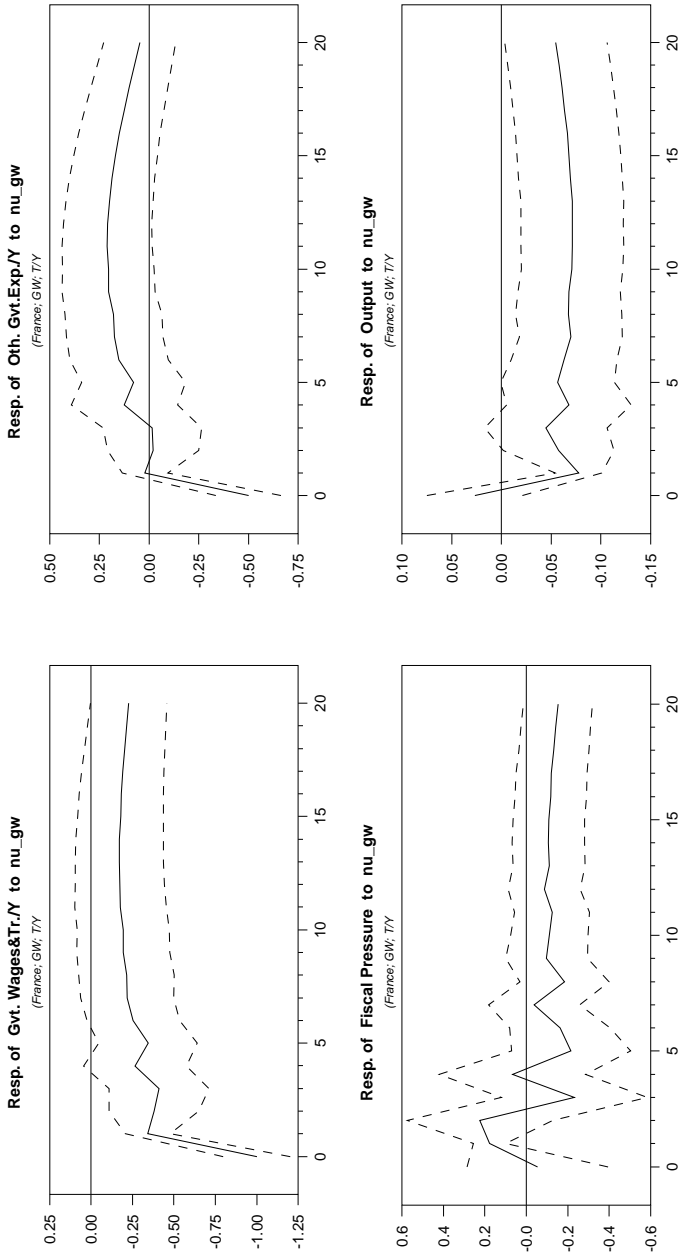 Resp. of Gvt. Wages&Tr./Y to nu_gw
(France; GW; T/Y)
0.25
0.00
-0.25
-0.50
-0.75
-1.00
-1.25
0 5 10 15 20
Resp. of Oth. Gvt.Exp./Y to nu_gw
(France; GW; T/Y)
0.50
0.25
0.00
-0.25
-0.50
-0.75
0 5 10 15 20
Resp. of Fiscal Pressure to nu_gw
(France; GW; T/Y)
0.6
0.4
0.2
-0.0
-0.2
-0.4
-0.6
0 5 10 15 20
Resp. of Output to nu_gw
(France; GW; T/Y)
0.10
0.05
0.00
-0.05
-0.10
-0.15
0 5 10 15 20